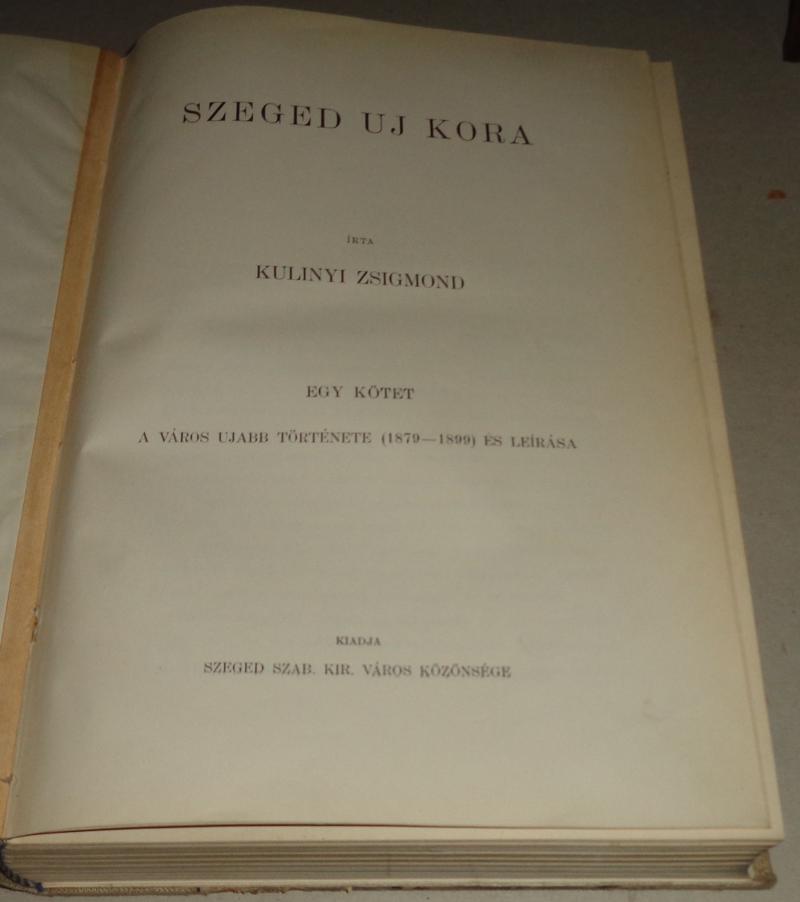 SZEGED UJ KORA
ÍRTA
KULINYI ZSIGMOND
EGY KÖTET
A VÁROS UJABB TÖRTÉNETE (1879—1899) ÉS LEÍRÁSA
KIADJA
SZEGED SZAB. KIR. VÁROS KÖZÖNSÉGE